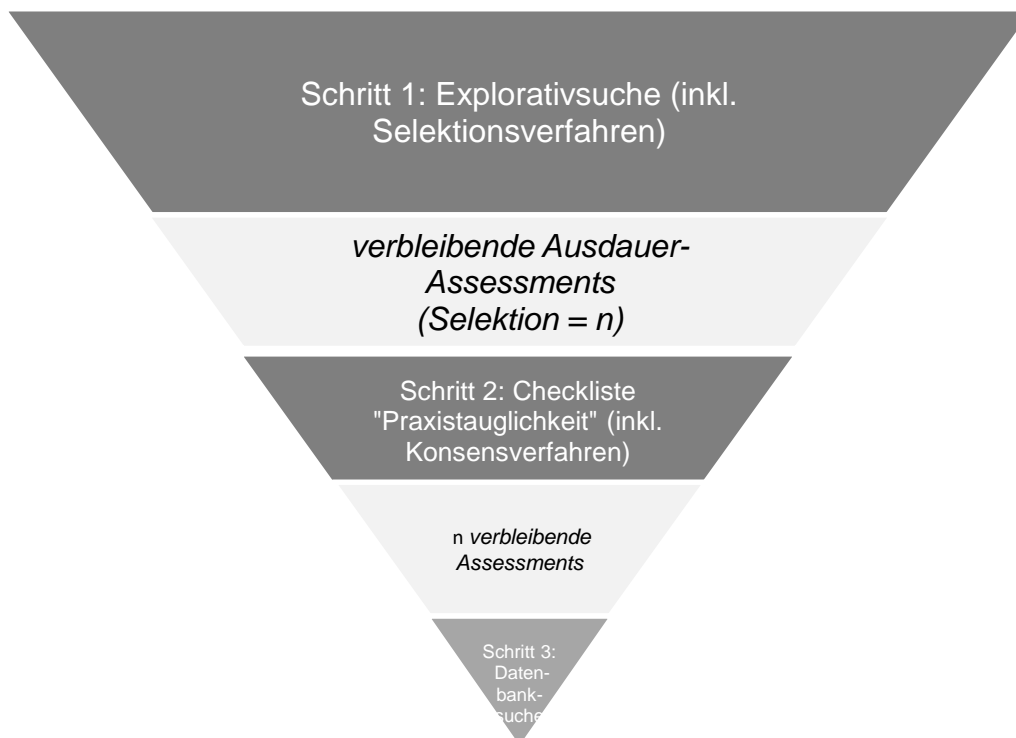 Schritt 1: Explorativsuche (inkl.
Selektionsverfahren)
verbleibende Ausdauer-
Assessments
(Selektion = n)
Schritt 2: Checkliste
"Praxistauglichkeit" (inkl.
Konsensverfahren)
n verbleibende
Assessments
Schritt 3:
Daten-
bank-
suche